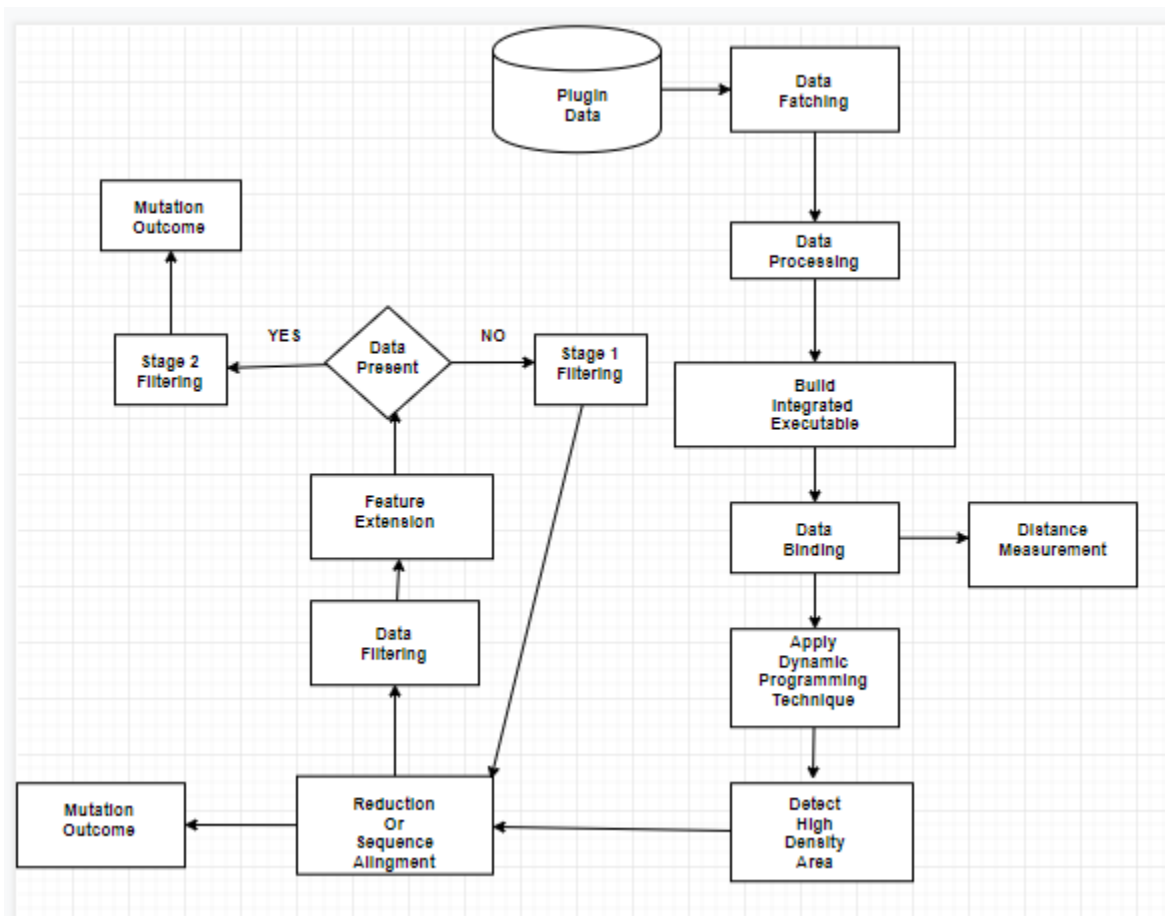 Plugin
Data
Data
Fatching
Mutation
Outcome
Data
Processing
YES
NO
Stage 2
Filtering
Data
Present
Stage 1
Filtering
Build
Integrated
Executable
Feature
Extension
Data
Binding
Distance
Measurement
Data
Filtering
Apply
Dynamic
Programming
Technique
Mutation
Outcome
Reduction
Or
Sequence
Alingment
Detect
High
Density
Area